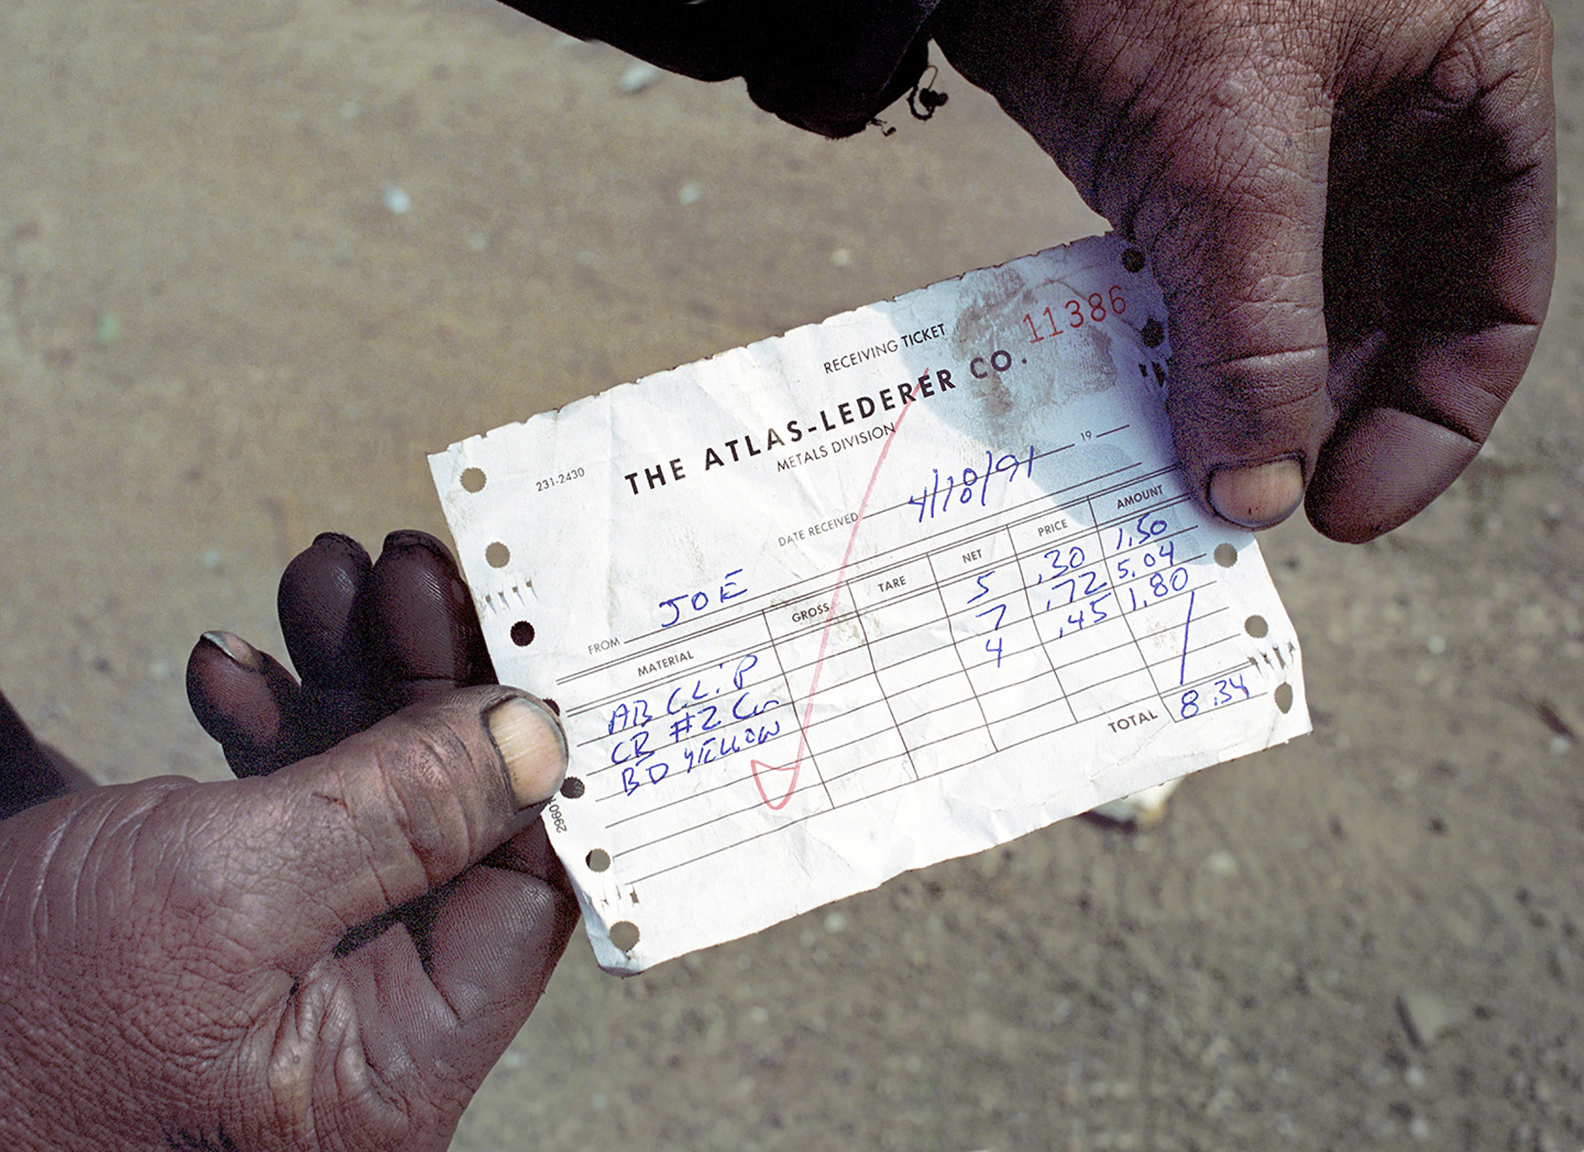 RECEIVING TICKET
11386
THE ATLAS-LEDERER CO.
231-2430
METALS DIVISION
DATE RECEIVED 4/18/91 19
FROM JOE
MATERIAL GROSS TARE NET PRICE AMOUNT
AB CLIP 5 .30 1.50
CB #2 Cu 7 .72 5.04
BD YELLOW 4 .45 1.80
TOTAL 8.34